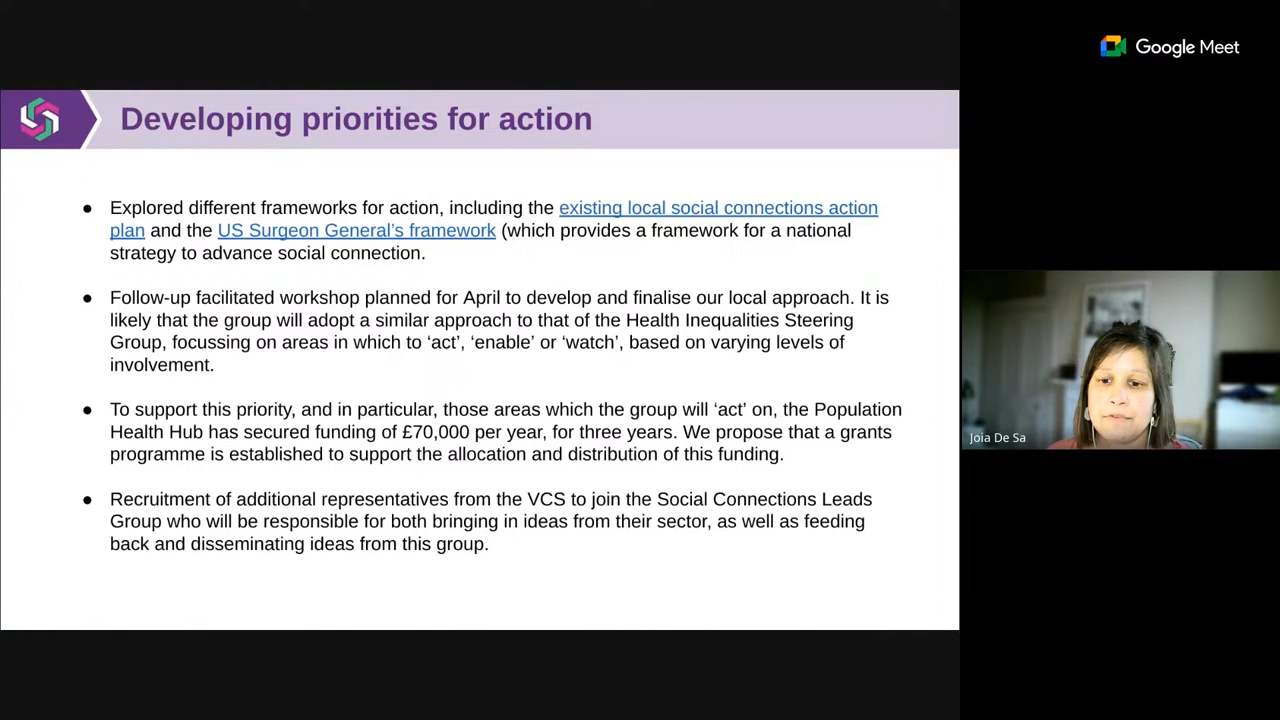 Google Meet
Developing priorities for action
● Explored different frameworks for action, including the existing local social connections action
plan and the US Surgeon General’s framework (which provides a framework for a national
strategy to advance social connection.
● Follow-up facilitated workshop planned for April to develop and finalise our local approach. It is
likely that the group will adopt a similar approach to that of the Health Inequalities Steering
Group, focussing on areas in which to ‘act’, ‘enable’ or ‘watch’, based on varying levels of
involvement.
● To support this priority, and in particular, those areas which the group will ‘act’ on, the Population
Health Hub has secured funding of £70,000 per year, for three years. We propose that a grants
programme is established to support the allocation and distribution of this funding.
● Recruitment of additional representatives from the VCS to join the Social Connections Leads
Group who will be responsible for both bringing in ideas from their sector, as well as feeding
back and disseminating ideas from this group.
Joia De Sa